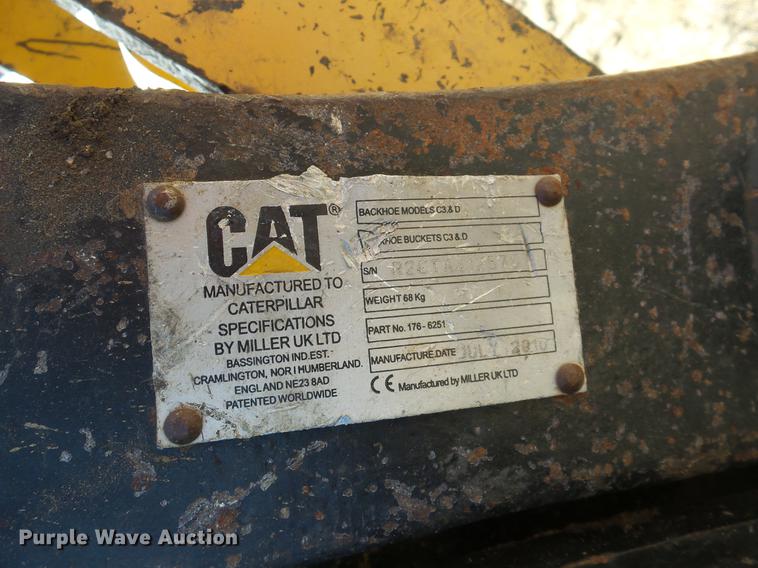 CAT®
MANUFACTURED TO
CATERPILLAR
SPECIFICATIONS
BY MILLER UK LTD
BASSINGTON IND.EST.
CRAMLINGTON, NORTHUMBERLAND.
ENGLAND NE23 8AD
PATENTED WORLDWIDE
BACKHOE MODELS C3,& D
BUCKETS C3,& D
S/N
WEIGHT 68 Kg
PART No. 176-6251
MANUFACTURE DATE JULY 2010
CE Manufactured by MILLER UK LTD
Purple Wave Auction